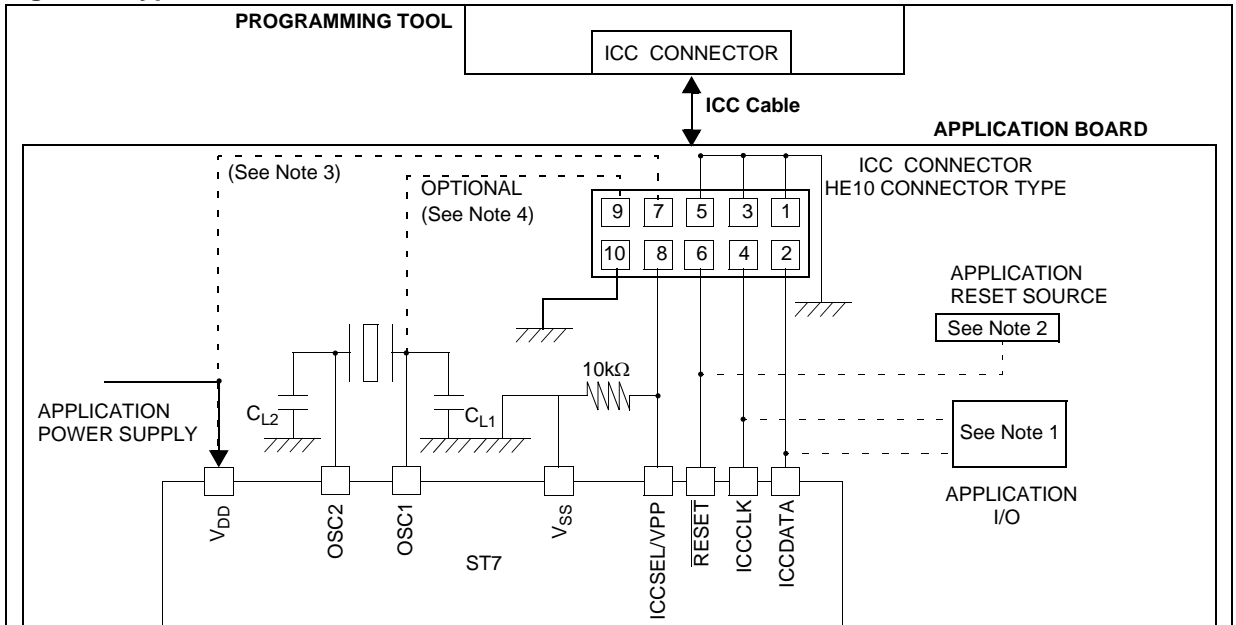 PROGRAMMING TOOL
ICC CONNECTOR
ICC Cable
APPLICATION BOARD
(See Note 3)
OPTIONAL
(See Note 4)
ICC CONNECTOR
HE10 CONNECTOR TYPE
9 7 5 3 1
10 8 6 4 2
APPLICATION
RESET SOURCE
See Note 2
10kΩ
APPLICATION
POWER SUPPLY
CL2
CL1
See Note 1
APPLICATION
I/O
VDD
OSC2
OSC1
VSS
ICCSEL/VPP
RESET
ICCCLK
ICCDATA
ST7